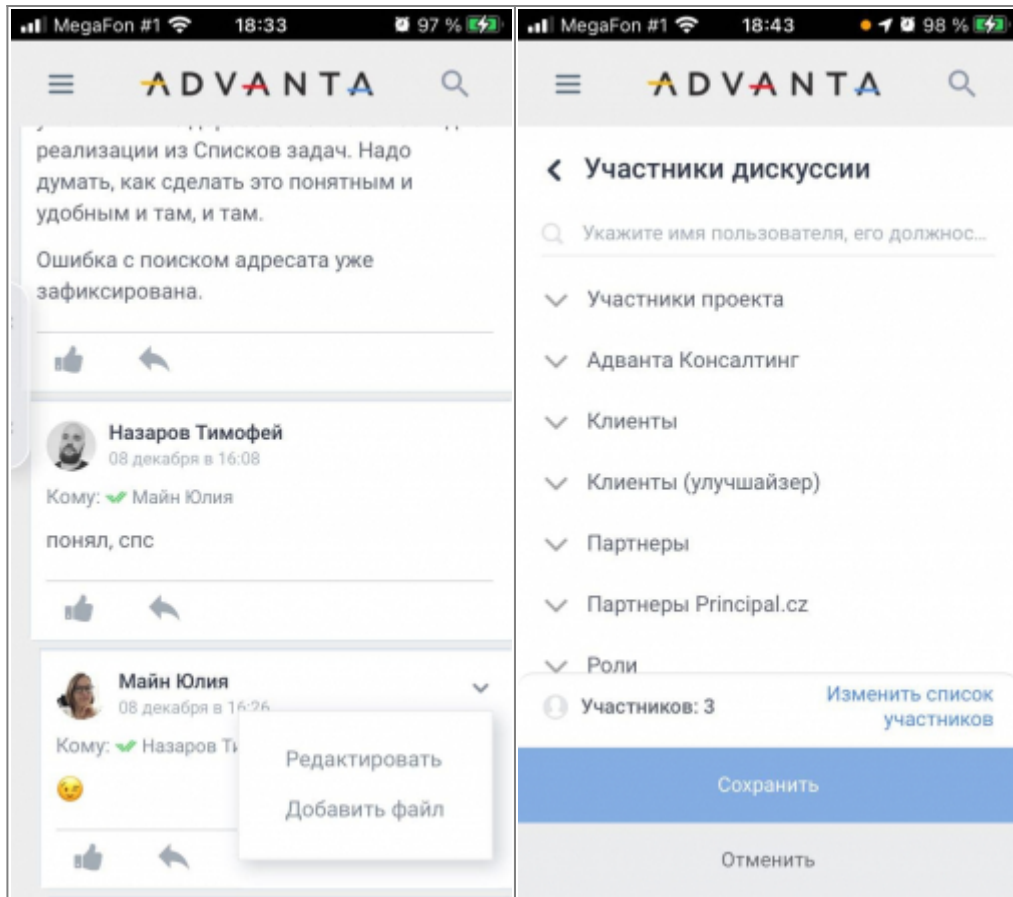 MegaFon #1 18:33 97 %
ADVANTA
реализации из Списков задач. Надо
думать, как сделать это понятным и
удобным и там, и там.
Ошибка с поиском адресата уже
зафиксирована.
Назаров Тимофей
08 декабря в 16:08
Кому: Майн Юлия
понял, спс
Майн Юлия
08 декабря в 16:26
Кому: Назаров Ти
Редактировать
Добавить файл
MegaFon #1 18:43 98 %
ADVANTA
Участники дискуссии
Укажите имя пользователя, его должнос...
Участники проекта
Адванта Консалтинг
Клиенты
Клиенты (улучшайзер)
Партнеры
Партнеры Principal.cz
Роли
Участников: 3
Изменить список
участников
Сохранить
Отменить